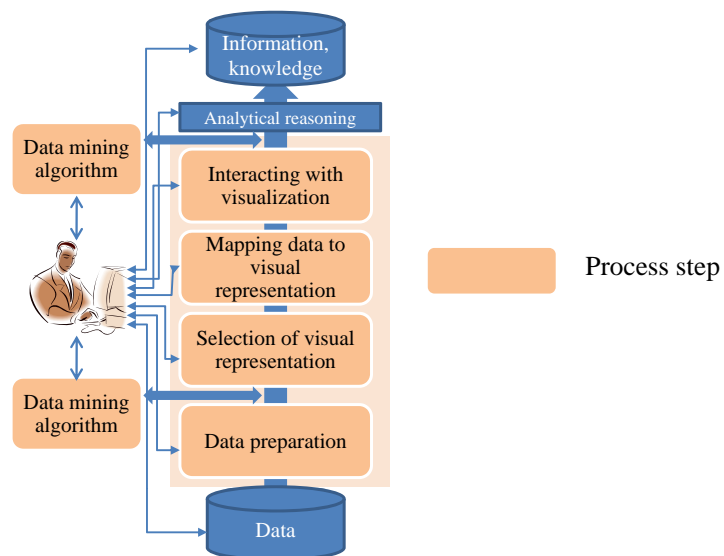 Information,
knowledge
Analytical reasoning
Data mining
algorithm
Interacting with
visualization
Mapping data to
visual
representation
Process step
Selection of visual
representation
Data mining
algorithm
Data preparation
Data